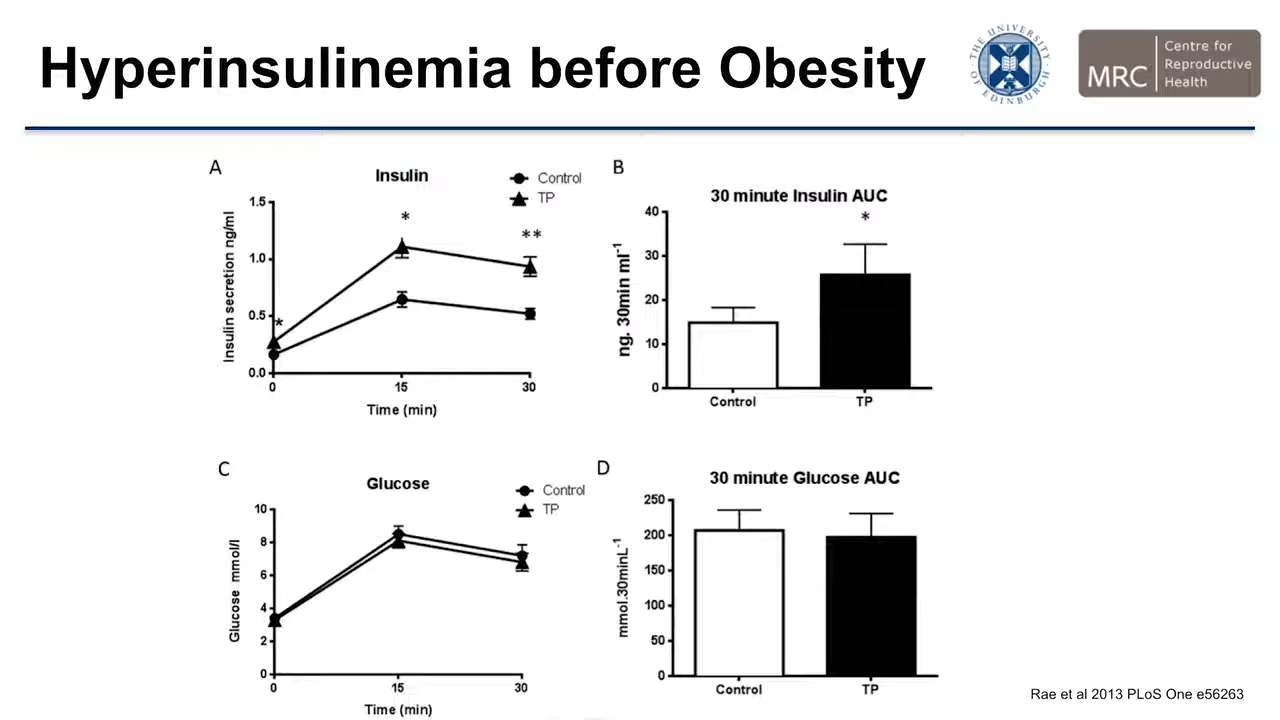 Hyperinsulinemia before Obesity
THE UNIVERSITY OF EDINBURGH
MRC
Centre for
Reproductive
Health
A
Insulin
Control
TP
Insulin secretion ng/ml
1.5
1.0
0.5
0.0
*
*
**
0 15 30
Time (min)
B
30 minute Insulin AUC
*
ng. 30min ml-1
40
30
20
10
0
Control TP
C
Glucose
Control
TP
Glucose mmol/l
10
8
6
4
2
0
0 15 30
Time (min)
D
30 minute Glucose AUC
mmol.30minL-1
250
200
150
100
50
0
Control TP
Rae et al 2013 PLoS One e56263